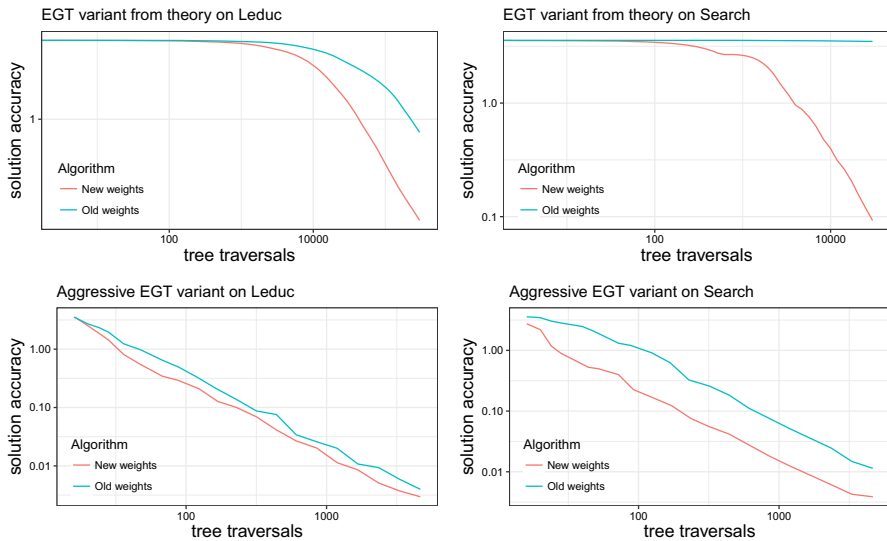 EGT variant from theory on Leduc
solution accuracy
1
Algorithm
New weights
Old weights
100
10000
tree traversals
EGT variant from theory on Search
solution accuracy
1.0
0.1
Algorithm
New weights
Old weights
100
10000
tree traversals
Aggressive EGT variant on Leduc
solution accuracy
1.00
0.10
0.01
Algorithm
New weights
Old weights
100
1000
tree traversals
Aggressive EGT variant on Search
solution accuracy
1.00
0.10
0.01
Algorithm
New weights
Old weights
100
1000
tree traversals